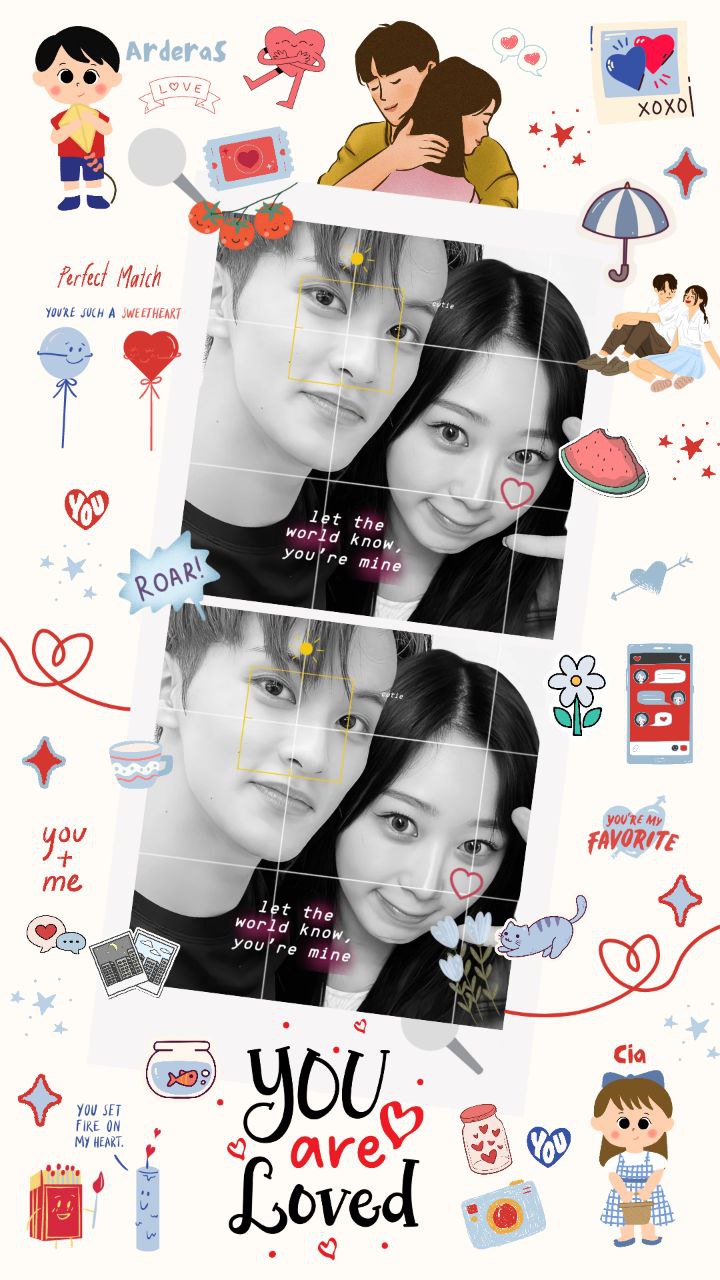 Arderas
LOVE
XOXO
Perfect Match
YOU'RE SUCH A SWEETHEART
cutie
YOU
let the
world know,
you're mine
ROAR!
cutie
you
+
me
YOU'RE MY
FAVORITE
let the
world know,
you're mine
YOU
are
Loved
Cia
YOU SET
FIRE ON
MY HEART.
YOU